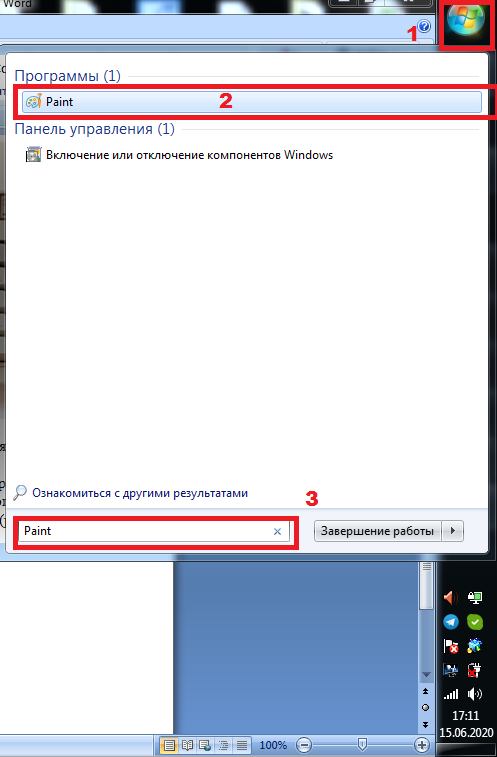 Word
1
Программы (1)
Paint
2
Панель управления (1)
Включение или отключение компонентов Windows
Ознакомиться с другими результатами
3
Paint
Завершение работы
17:11
100%
15.06.2020